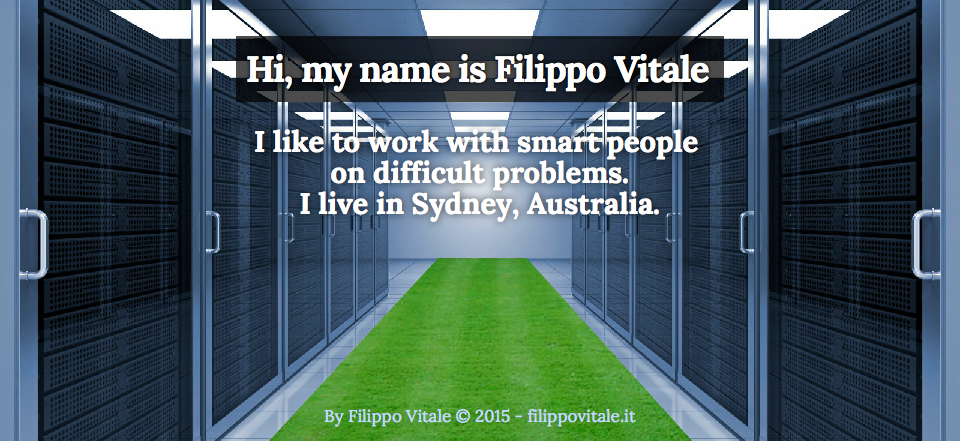 Hi, my name is Filippo Vitale
I like to work with smart people
on difficult problems.
I live in Sydney, Australia.
By Filippo Vitale © 2015 - filippovitale.it